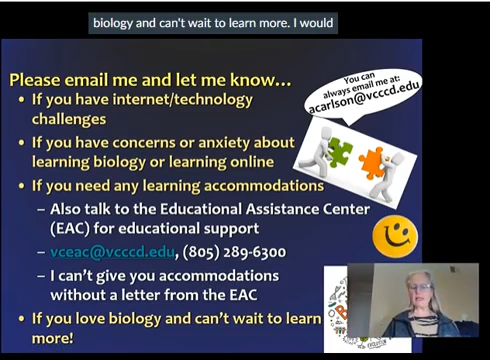 biology and can't wait to learn more. I would
Please email me and let me know...
You can
always email me at:
acarlson@vcccd.edu
• If you have internet/technology
challenges
• If you have concerns or anxiety about
learning biology or learning online
• If you need any learning accommodations
– Also talk to the Educational Assistance Center
(EAC) for educational support
– vceac@vcccd.edu, (805) 289-6300
– I can't give you accommodations
without a letter from the EAC
• If you love biology and can't wait to learn
more!